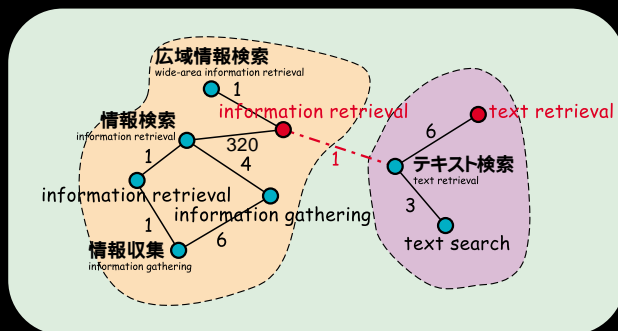 広域情報検索
wide-area information retrieval
1
information retrieval
text retrieval
情報検索
information retrieval
320
6
1
4
1
テキスト検索
text retrieval
information retrieval
information gathering
3
1
6
text search
情報収集
information gathering